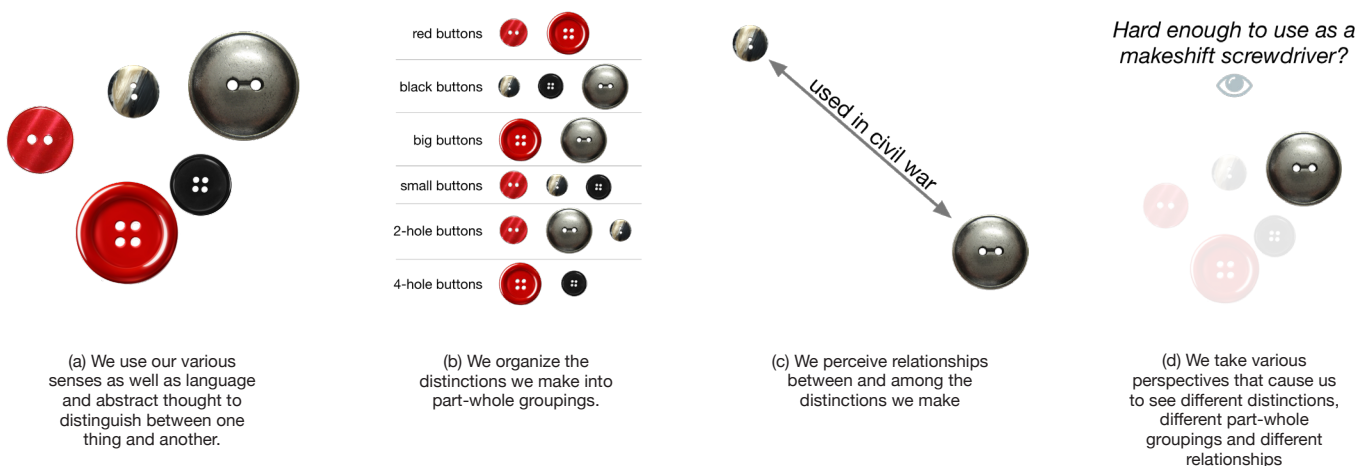 red buttons
black buttons
big buttons
small buttons
2-hole buttons
4-hole buttons
used in civil war
Hard enough to use as a
makeshift screwdriver?
(a) We use our various
senses as well as language
and abstract thought to
distinguish between one
thing and another.
(b) We organize the
distinctions we make into
part-whole groupings.
(c) We perceive relationships
between and among the
distinctions we make
(d) We take various
perspectives that cause us
to see different distinctions,
different part-whole
groupings and different
relationships